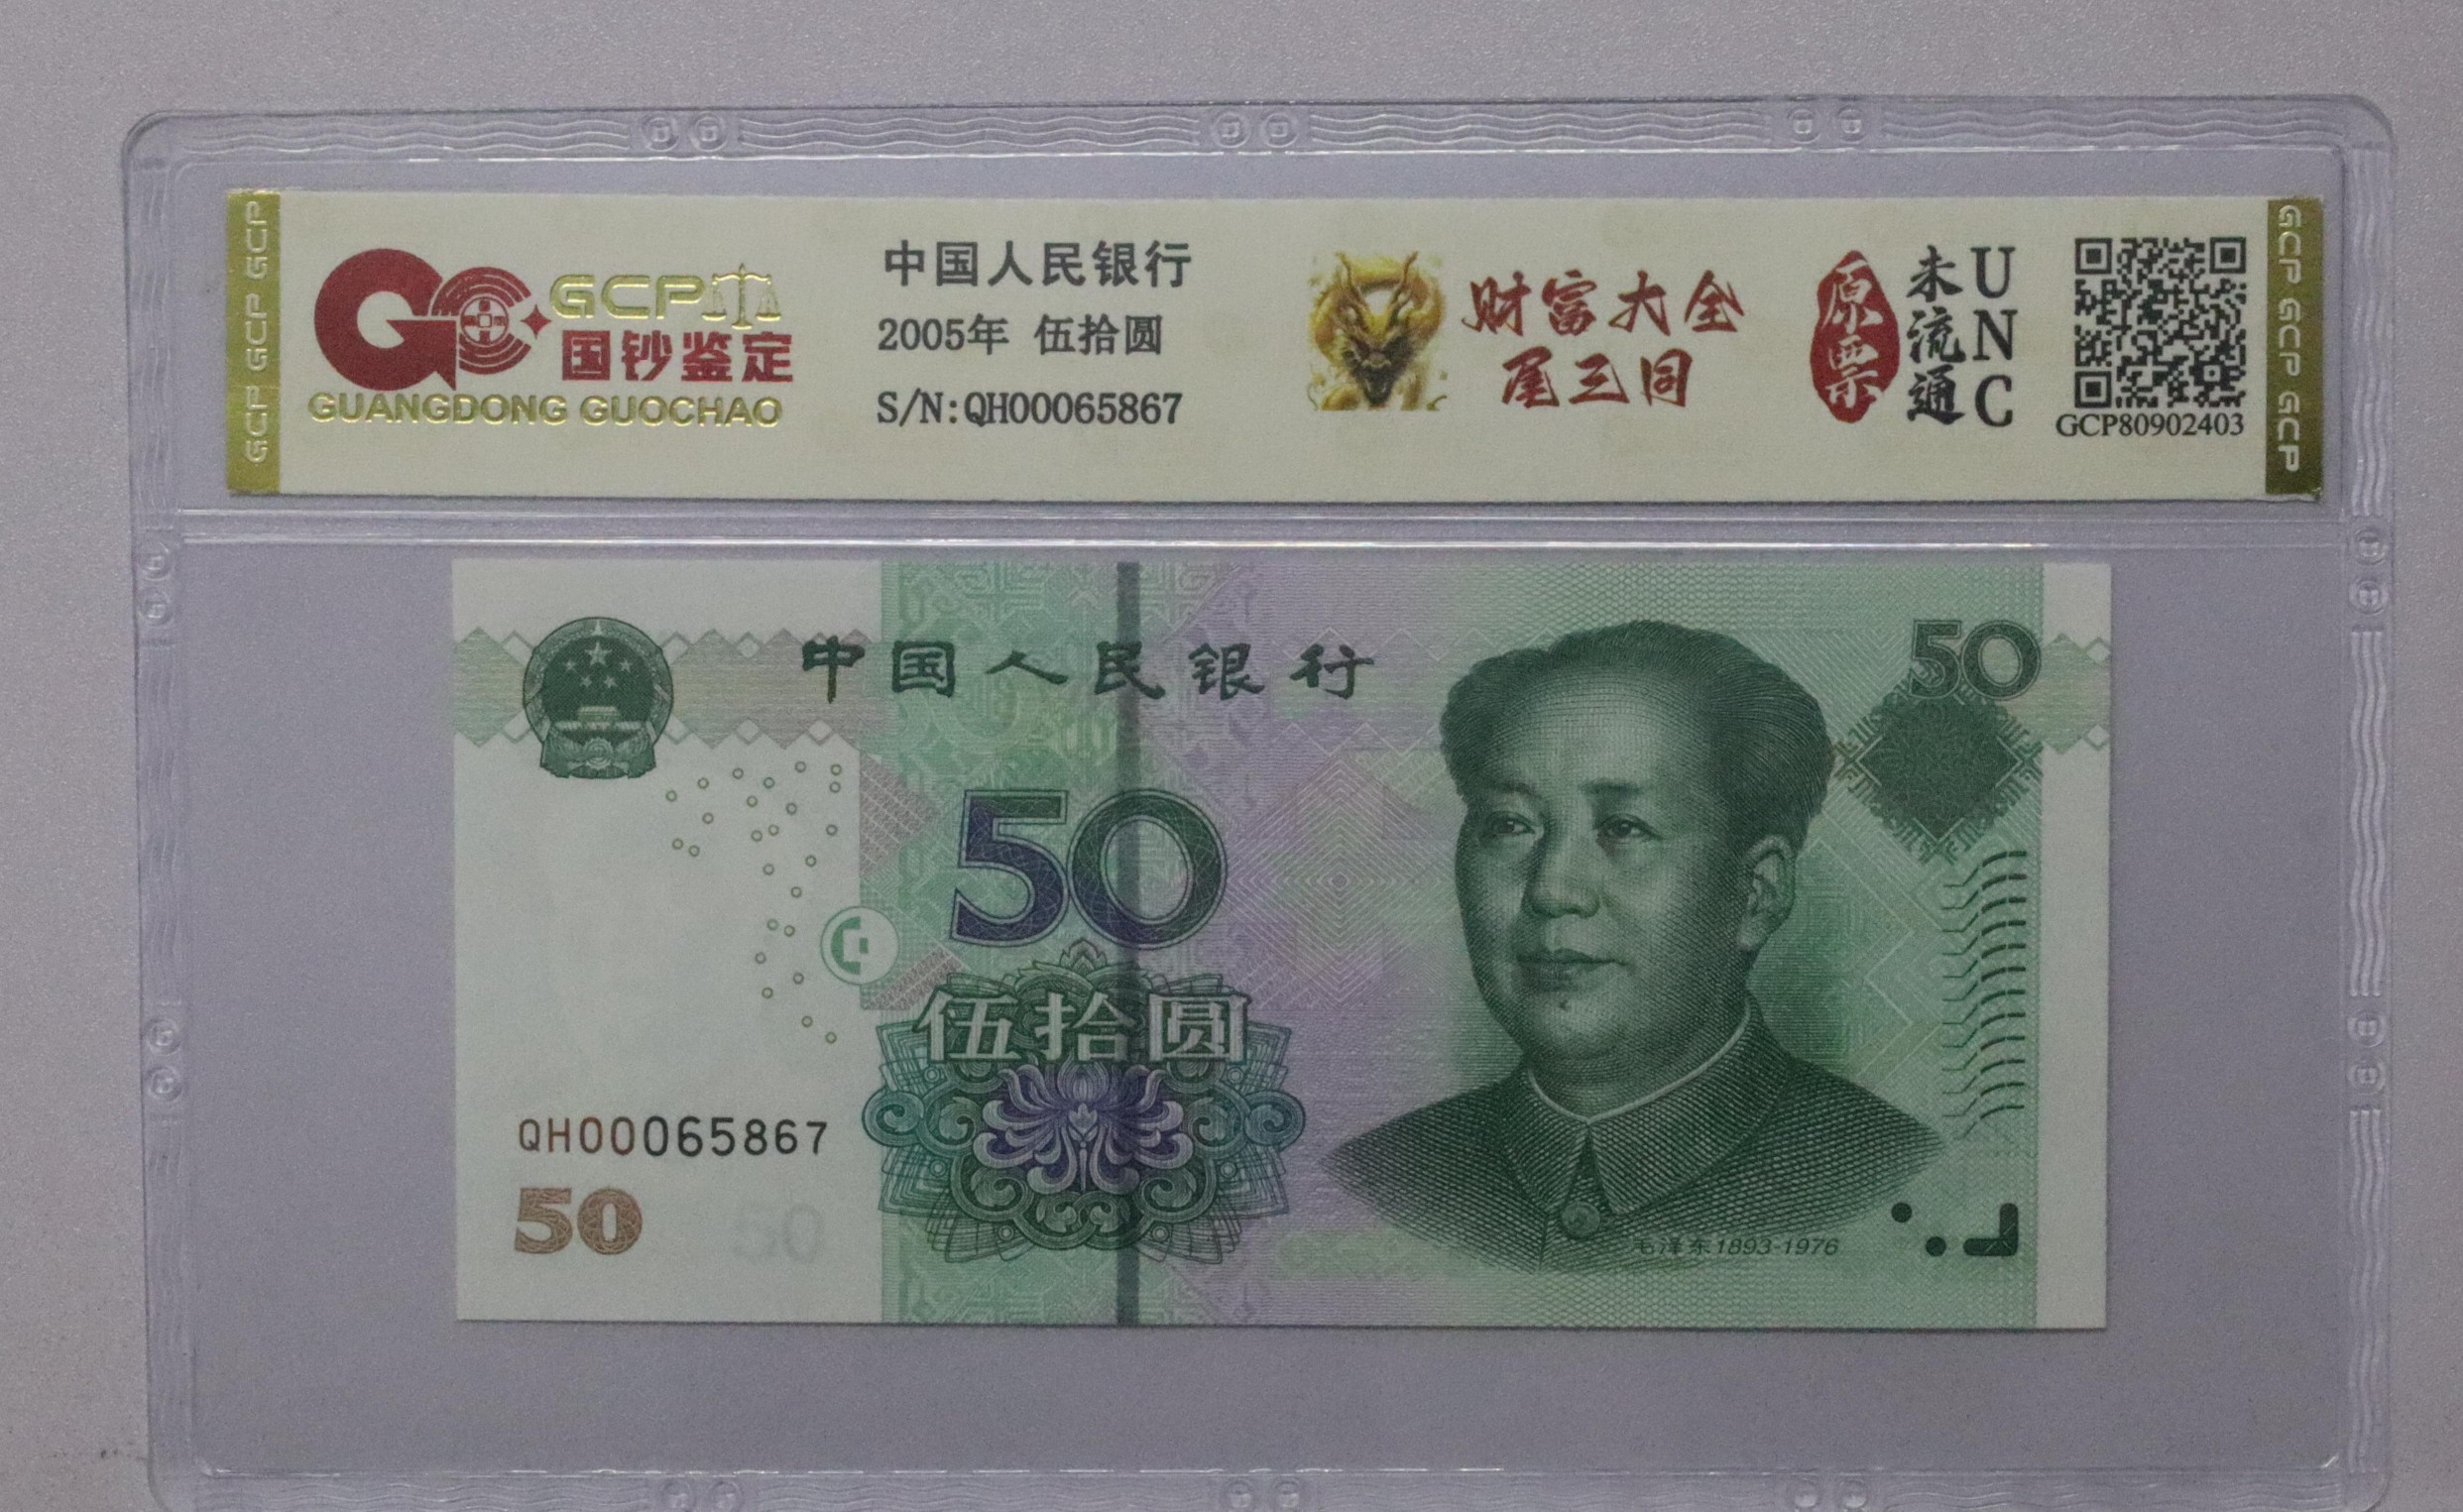 GCP GCP GCP
GCP
国钞鉴定
GUANGDONG GUOCHAO
中国人民银行
2005年 伍拾圆
S/N:QH00065867
财富大全
尾三同
原票
未流通
UNC
GCP80902403
GCP GCP GCP
中国人民银行
50
50
伍拾圆
QH00065867
50
50
毛泽东1893-1976